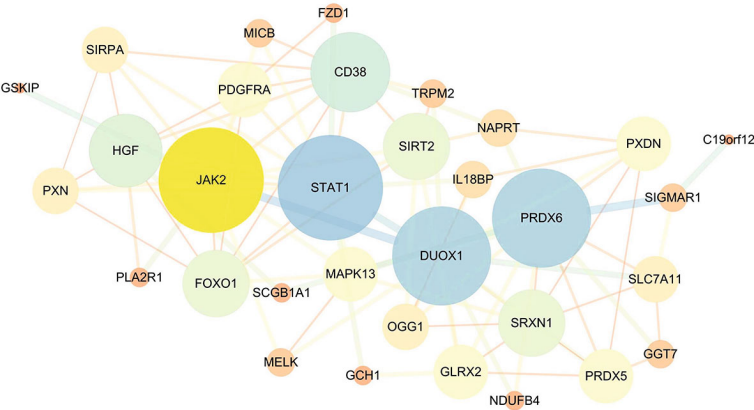 FZD1
MICB
SIRPA
CD38
GSKIP
PDGFRA
TRPM2
NAPRT
C19orf12
HGF
SIRT2
PXDN
JAK2
STAT1
IL18BP
PXN
SIGMAR1
PRDX6
DUOX1
PLA2R1
FOXO1
SCGB1A1
MAPK13
SLC7A11
OGG1
SRXN1
MELK
GCH1
GLRX2
PRDX5
GGT7
NDUFB4